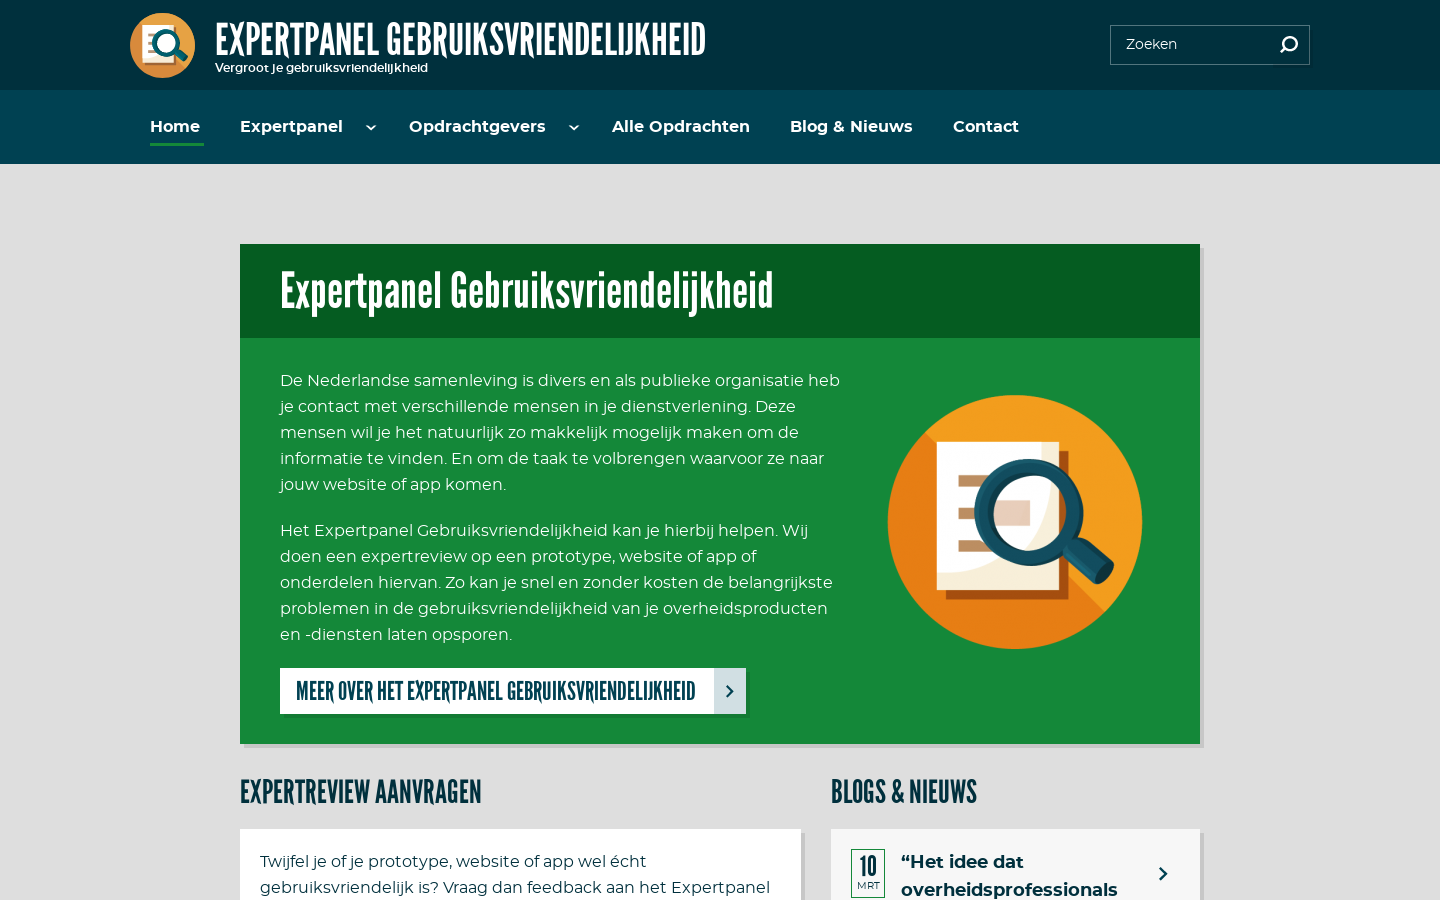 EXPERTPANEL GEBRUIKSVRIENDELIJKHEID
Vergroot je gebruiksvriendelijkheid
Zoeken
Home
Expertpanel
Opdrachtgevers
Alle Opdrachten
Blog & Nieuws
Contact
Expertpanel Gebruiksvriendelijkheid
De Nederlandse samenleving is divers en als publieke organisatie heb
je contact met verschillende mensen in je dienstverlening. Deze
mensen wil je het natuurlijk zo makkelijk mogelijk maken om de
informatie te vinden. En om de taak te volbrengen waarvoor ze naar
jouw website of app komen.
Het Expertpanel Gebruiksvriendelijkheid kan je hierbij helpen. Wij
doen een expertreview op een prototype, website of app of
onderdelen hiervan. Zo kan je snel en zonder kosten de belangrijkste
problemen in de gebruiksvriendelijkheid van je overheidsproducten
en -diensten laten opsporen.
MEER OVER HET EXPERTPANEL GEBRUIKSVRIENDELIJKHEID
EXPERTREVIEW AANVRAGEN
Twijfel je of je prototype, website of app wel écht
gebruiksvriendelijk is? Vraag dan feedback aan het Expertpanel
BLOGS & NIEUWS
10
MRT
“Het idee dat
overheidsprofessionals